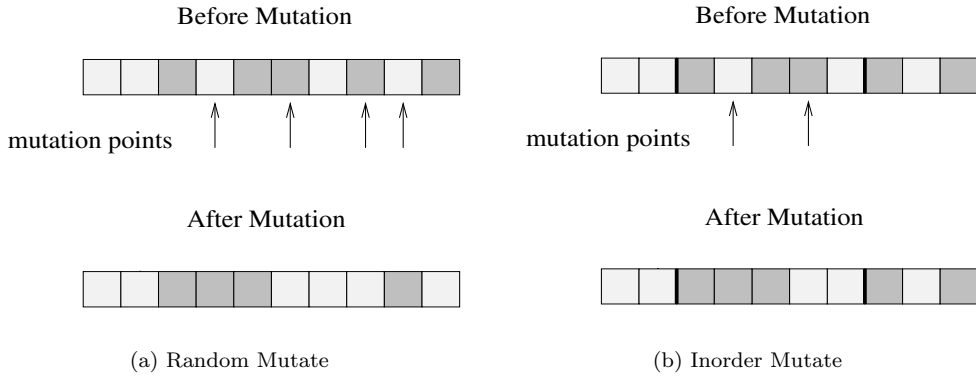 Before Mutation
mutation points
After Mutation
(a) Random Mutate
Before Mutation
mutation points
After Mutation
(b) Inorder Mutate